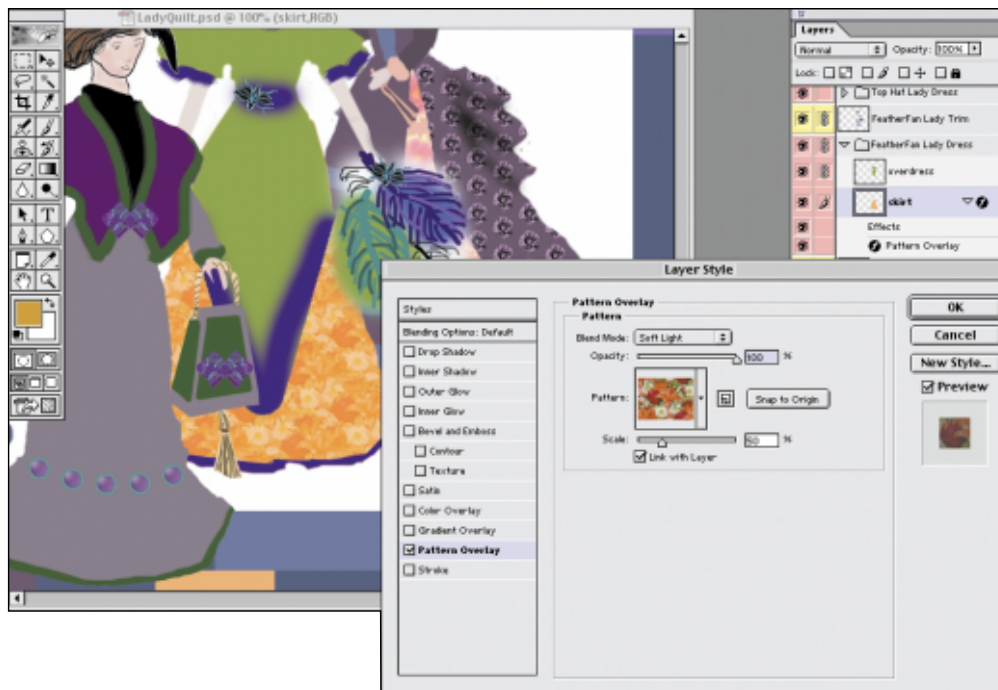 LadyQuilt.psd @ 100% (skirt,RGB)
Layers
Normal
Opacity: 100%
Lock:
Top Hat Lady Dress
FeatherFan Lady Trim
FeatherFan Lady Dress
overdress
skirt
Effects
Pattern Overlay
T
Layer Style
Styles
Blending Options: Default
Drop Shadow
Inner Shadow
Outer Glow
Inner Glow
Bevel and Emboss
Contour
Texture
Satin
Color Overlay
Gradient Overlay
Pattern Overlay
Stroke
Pattern Overlay
Pattern
Blend Mode: Soft Light
Opacity: 100 %
Pattern:
Snap to Origin
Scale: 50 %
Link with Layer
OK
Cancel
New Style...
Preview